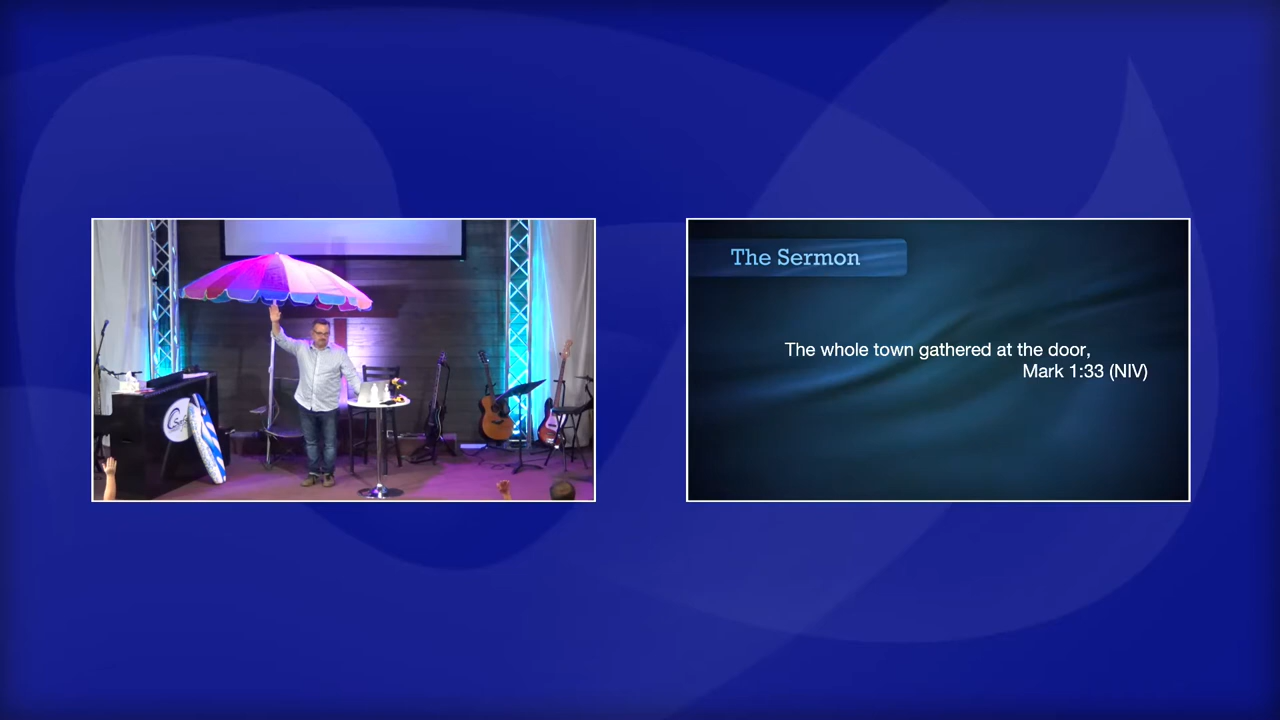 The Sermon
The whole town gathered at the door,
Mark 1:33 (NIV)